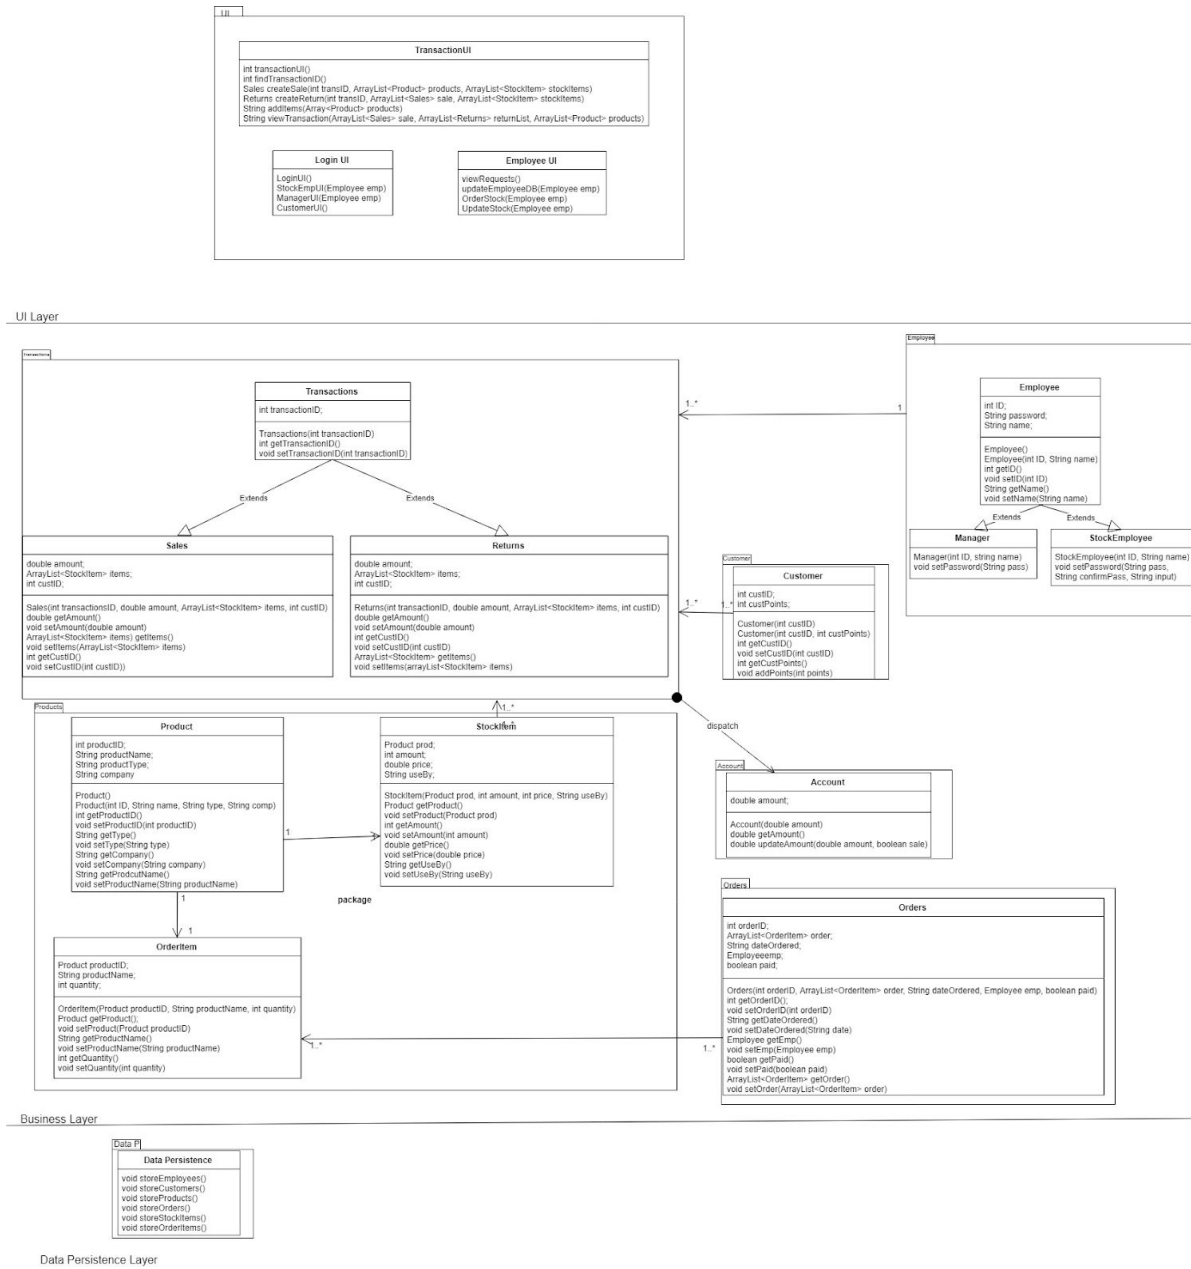 UI
TransactionUI
int transactionUI()
int findTransactionID()
Sales createSale(int transID, ArrayList<Product> products, ArrayList<StockItem> stockItems)
Returns createReturn(int transID, ArrayList<Sales> sale, ArrayList<StockItem> stockItems)
String addItems(Array<Product> products)
String viewTransaction(ArrayList<Sales> sale, ArrayList<Returns> returnList, ArrayList<Product> products)
Login UI
LoginUI()
StockEmpUI(Employee emp)
ManagerUI(Employee emp)
CustomerUI()
Employee UI
viewRequests()
updateEmployeeDB(Employee emp)
OrderStock(Employee emp)
UpdateStock(Employee emp)
UI Layer
Transactions
Transactions
int transactionID;
Transactions(int transactionID)
int getTransactionID()
void setTransactionID(int transactionID)
Extends
Extends
1..*
1
Employee
Employee
int ID;
String password;
String name;
Employee()
Employee(int ID, String name)
int getID()
void setID(int ID)
String getName()
void setName(String name)
Extends
Extends
Manager
Manager(int ID, string name)
void setPassword(String pass)
StockEmployee
StockEmployee(int ID, String name)
void setPassword(String pass,
String confirmPass, String input)
Sales
double amount;
ArrayList<StockItem> items;
int custID;
Sales(int transactionsID, double amount, ArrayList<StockItem> items, int custID)
double getAmount()
void setAmount(double amount)
ArrayList<StockItem> items) getItems()
void setItems(ArrayList<StockItem> items)
int getCustID()
void setCustID(int custID))
Returns
double amount;
ArrayList<StockItem> items;
int custID;
Returns(int transactionID, double amount, ArrayList<StockItem> items, int custID)
double getAmount()
void setAmount(double amount)
int getCustID()
void setCustID(int custID)
ArrayList<StockItem> getItems()
void setItems(arrayList<StockItem> items)
1..*
1..*
Customer
Customer
int custID;
int custPoints;
Customer(int custID)
Customer(int custID, int custPoints)
int getCustID()
void setCustID(int custID)
int getCustPoints()
void addPoints(int points)
Products
1..*
1..*
Product
int productID;
String productName;
String productType;
String company
Product()
Product(int ID, String name, String type, String comp)
int getProductID()
void setProductID(int productID)
String getType()
void setType(String type)
String getCompany()
void setCompany(String company)
String getProdcutName()
void setProductName(String productName)
1
StockItem
Product prod;
int amount;
double price;
String useBy;
StockItem(Product prod, int amount, int price, String useBy)
Product getProduct()
void setProduct(Product prod)
int getAmount()
void setAmount(int amount)
double getPrice()
void setPrice(double price)
String getUseBy()
void setUseBy(String useBy)
package
dispatch
Account
Account
double amount;
Account(double amount)
double getAmount()
double updateAmount(double amount, boolean sale)
1
1
OrderItem
Product productID;
String productName;
int quantity;
OrderItem(Product productID, String productName, int quantity)
Product getProduct();
void setProduct(Product productID)
String getProductName()
void setProductName(String productName)
int getQuantity()
void setQuantity(int quantity)
1..*
1..*
Orders
Orders
int orderID;
ArrayList<OrderItem> order;
String dateOrdered;
Employeeemp;
boolean paid;
Orders(int orderID, ArrayList<OrderItem> order, String dateOrdered, Employee emp, boolean paid)
int getOrderID();
void setOrderID(int orderID)
String getDateOrdered()
void setDateOrdered(String date)
Employee getEmp()
void setEmp(Employee emp)
boolean getPaid()
void setPaid(boolean paid)
ArrayList<OrderItem> getOrder()
void setOrder(ArrayList<OrderItem> order)
Business Layer
Data P
Data Persistence
void storeEmployees()
void storeCustomers()
void storeProducts()
void storeOrders()
void storeStockItems()
void storeOrderItems()
Data Persistence Layer